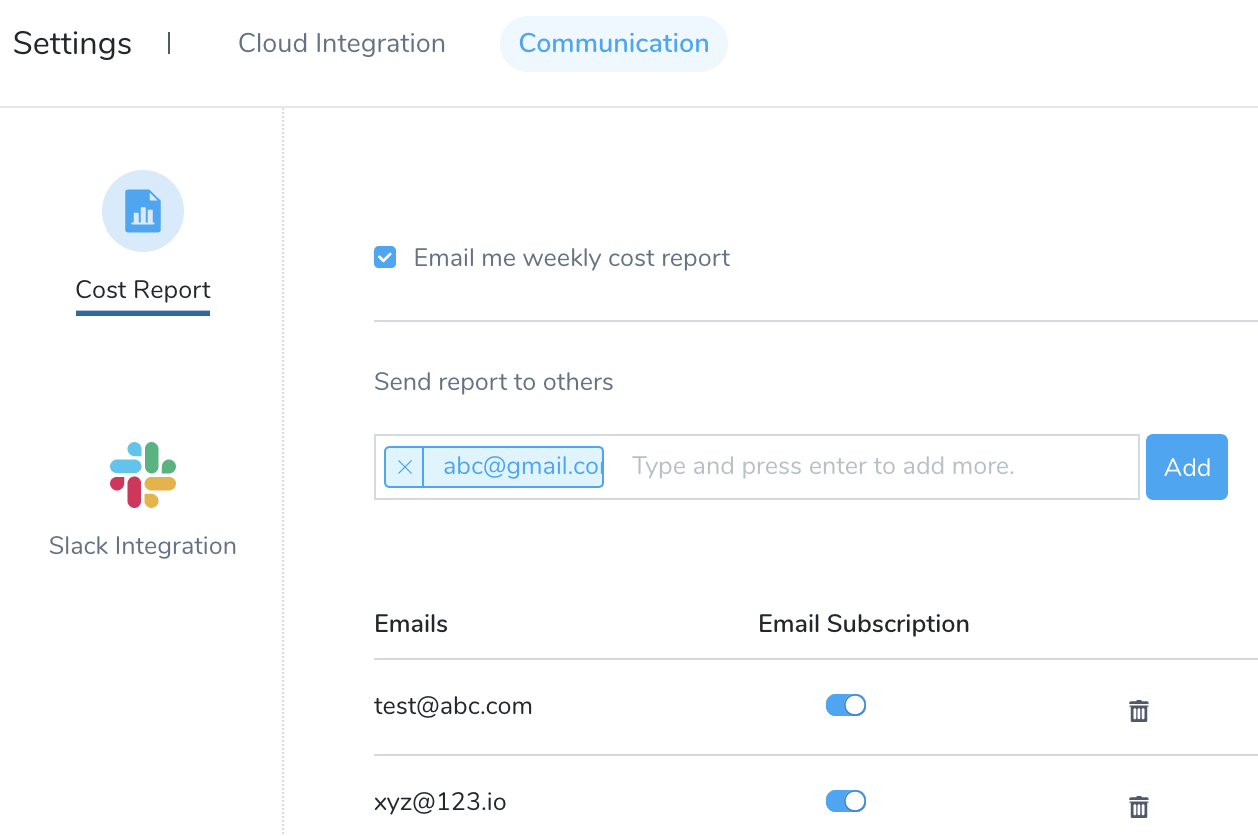 Settings | Cloud Integration Communication
Cost Report
Slack Integration
Email me weekly cost report
Send report to others
abc@gmail.co Type and press enter to add more. Add
Emails Email Subscription
test@abc.com
xyz@123.io